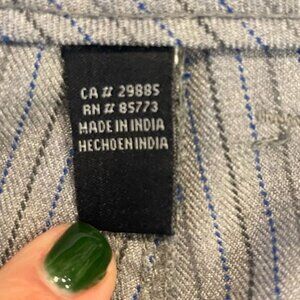 CA # 29885
RN # 85773
MADE IN INDIA
HECHO EN INDIA